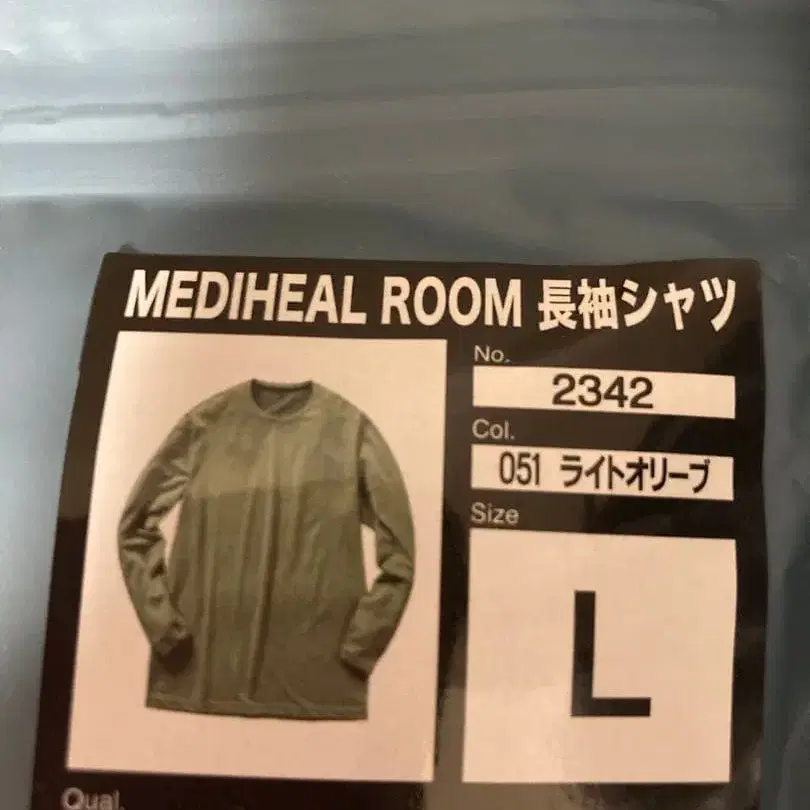 MEDIHEAL ROOM 長袖シャツ
No.
2342
Col.
051 ライトオリーブ
Size
L
Qual.